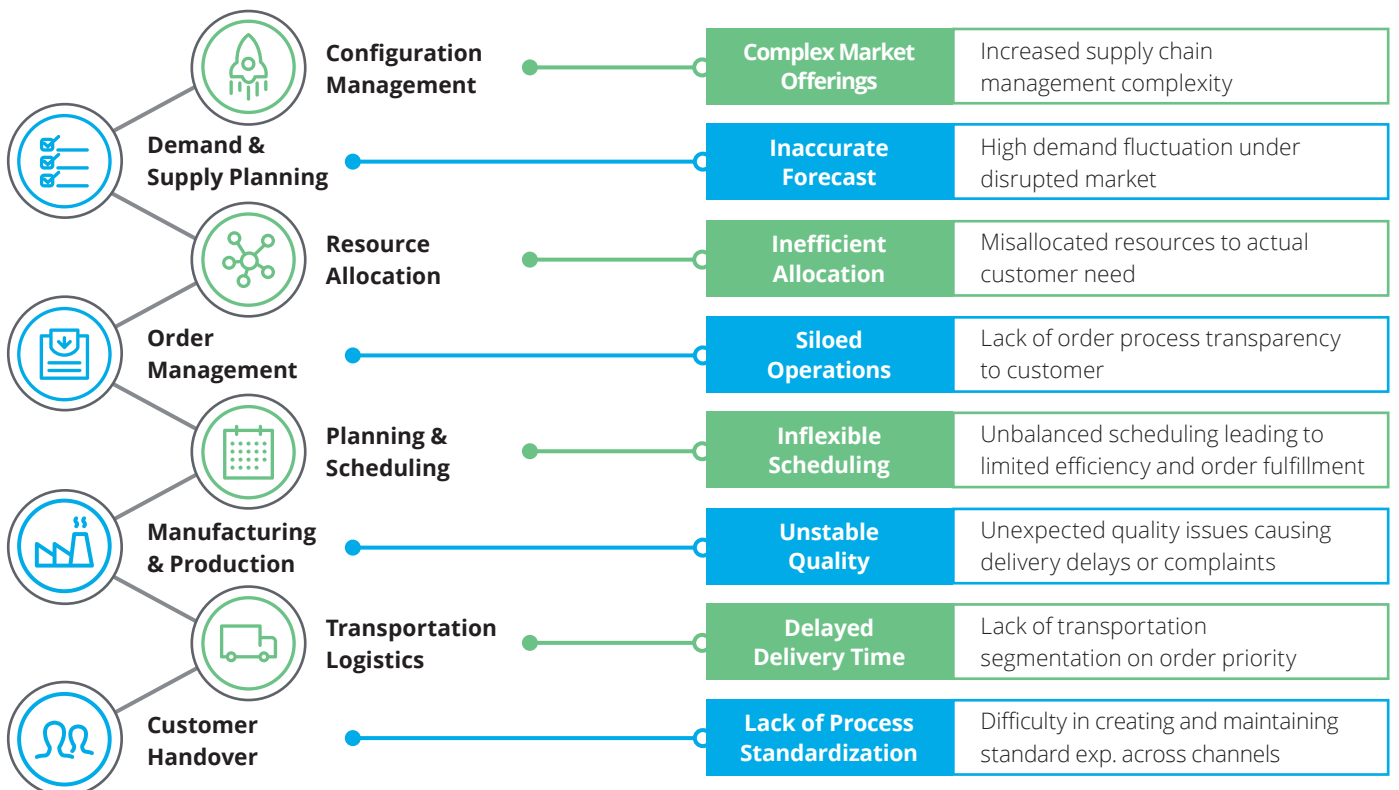 Configuration
Management
Complex Market
Offerings
Increased supply chain
management complexity
Demand &
Supply Planning
Inaccurate
Forecast
High demand fluctuation under
disrupted market
Resource
Allocation
Inefficient
Allocation
Misallocated resources to actual
customer need
Order
Management
Siloed
Operations
Lack of order process transparency
to customer
Planning &
Scheduling
Inflexible
Scheduling
Unbalanced scheduling leading to
limited efficiency and order fulfillment
Manufacturing
& Production
Unstable
Quality
Unexpected quality issues causing
delivery delays or complaints
Transportation
Logistics
Delayed
Delivery Time
Lack of transportation
segmentation on order priority
Customer
Handover
Lack of Process
Standardization
Difficulty in creating and maintaining
standard exp. across channels